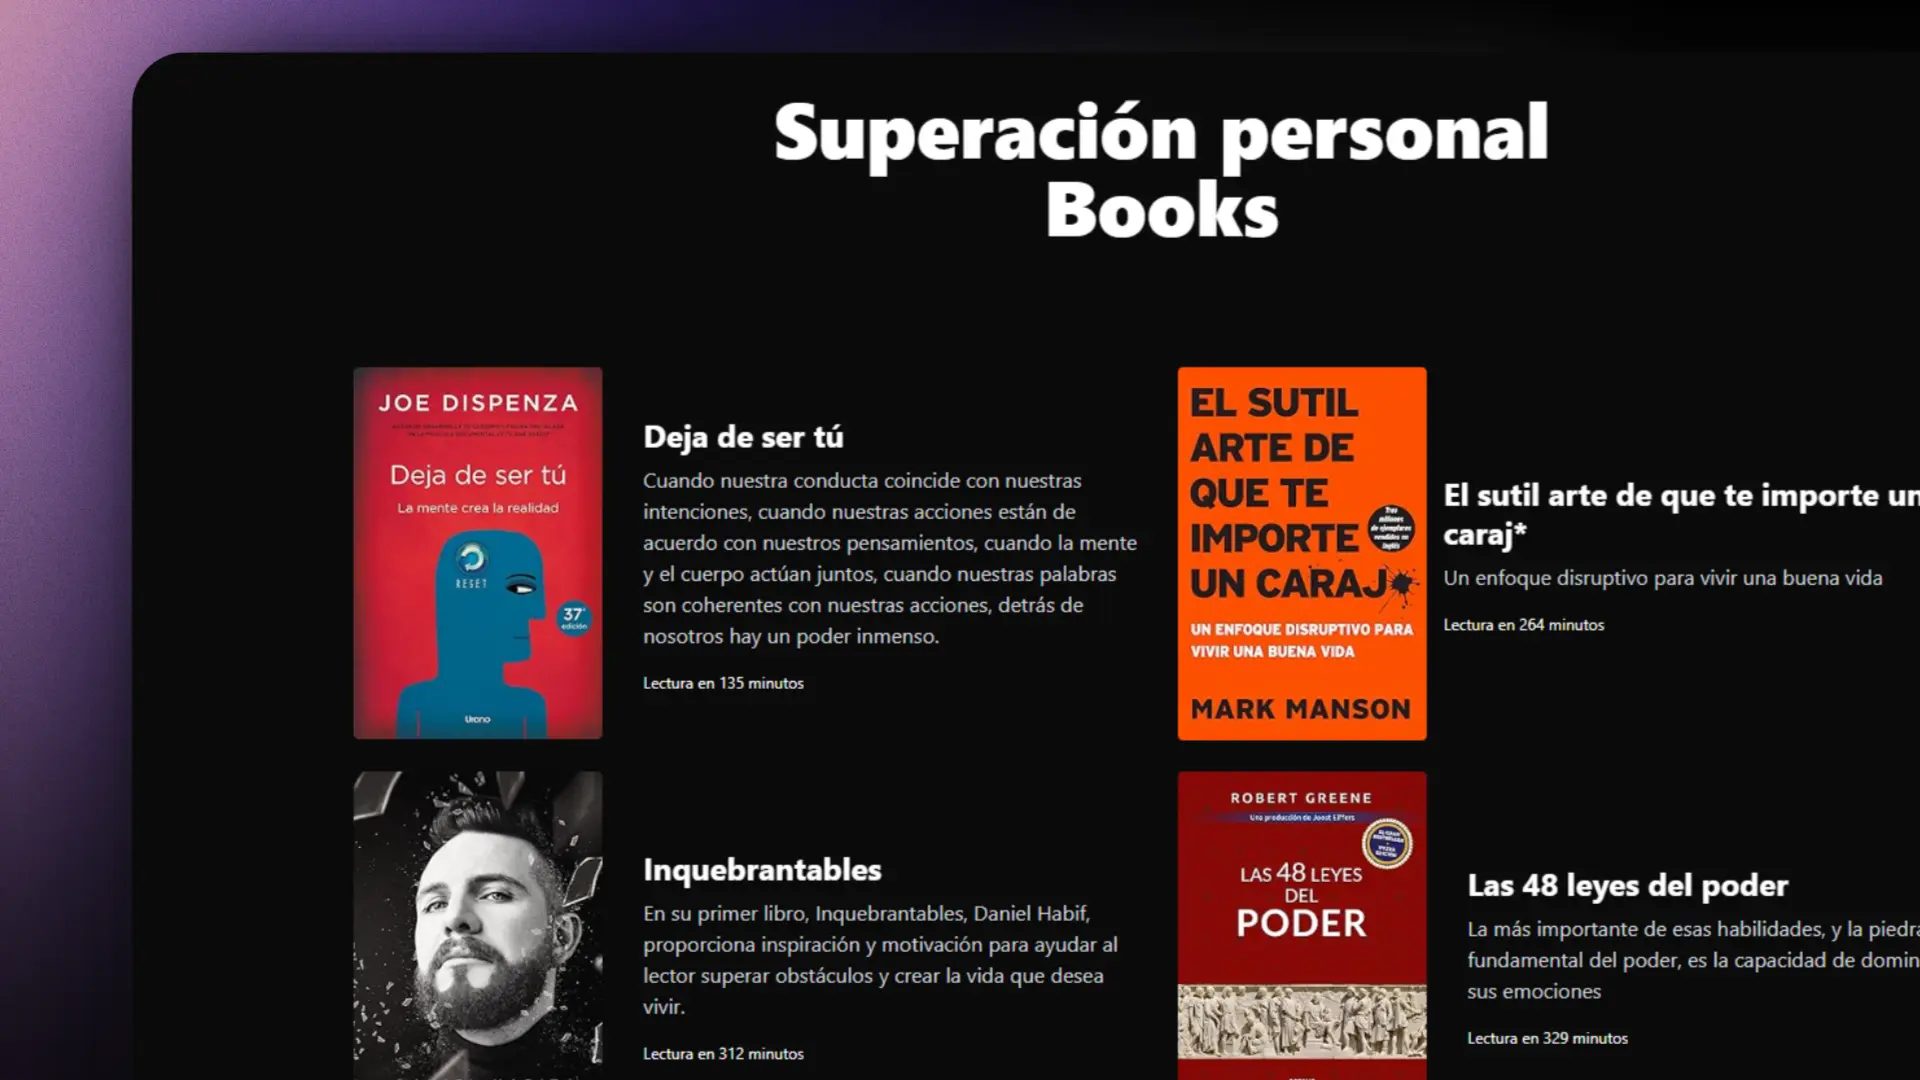 Superación personal
Books
JOE DISPENZA
Deja de ser tú
La mente crea la realidad
RESET
37ª
edición
Urano
Deja de ser tú
Cuando nuestra conducta coincide con nuestras
intenciones, cuando nuestras acciones están de
acuerdo con nuestros pensamientos, cuando la mente
y el cuerpo actúan juntos, cuando nuestras palabras
son coherentes con nuestras acciones, detrás de
nosotros hay un poder inmenso.
Lectura en 135 minutos
EL SUTIL
ARTE DE
QUE TE
IMPORTE
UN CARAJ
Tres
millones
de ejemplares
vendidos en
inglés
UN ENFOQUE DISRUPTIVO PARA
VIVIR UNA BUENA VIDA
MARK MANSON
El sutil arte de que te importe un
caraj*
Un enfoque disruptivo para vivir una buena vida
Lectura en 264 minutos
Inquebrantables
En su primer libro, Inquebrantables, Daniel Habif,
proporciona inspiración y motivación para ayudar al
lector superar obstáculos y crear la vida que desea
vivir.
Lectura en 312 minutos
ROBERT GREENE
Una producción de Joost Elffers
LAS 48 LEYES
DEL
PODER
Las 48 leyes del poder
La más importante de esas habilidades, y la piedra
fundamental del poder, es la capacidad de domin
sus emociones
Lectura en 329 minutos